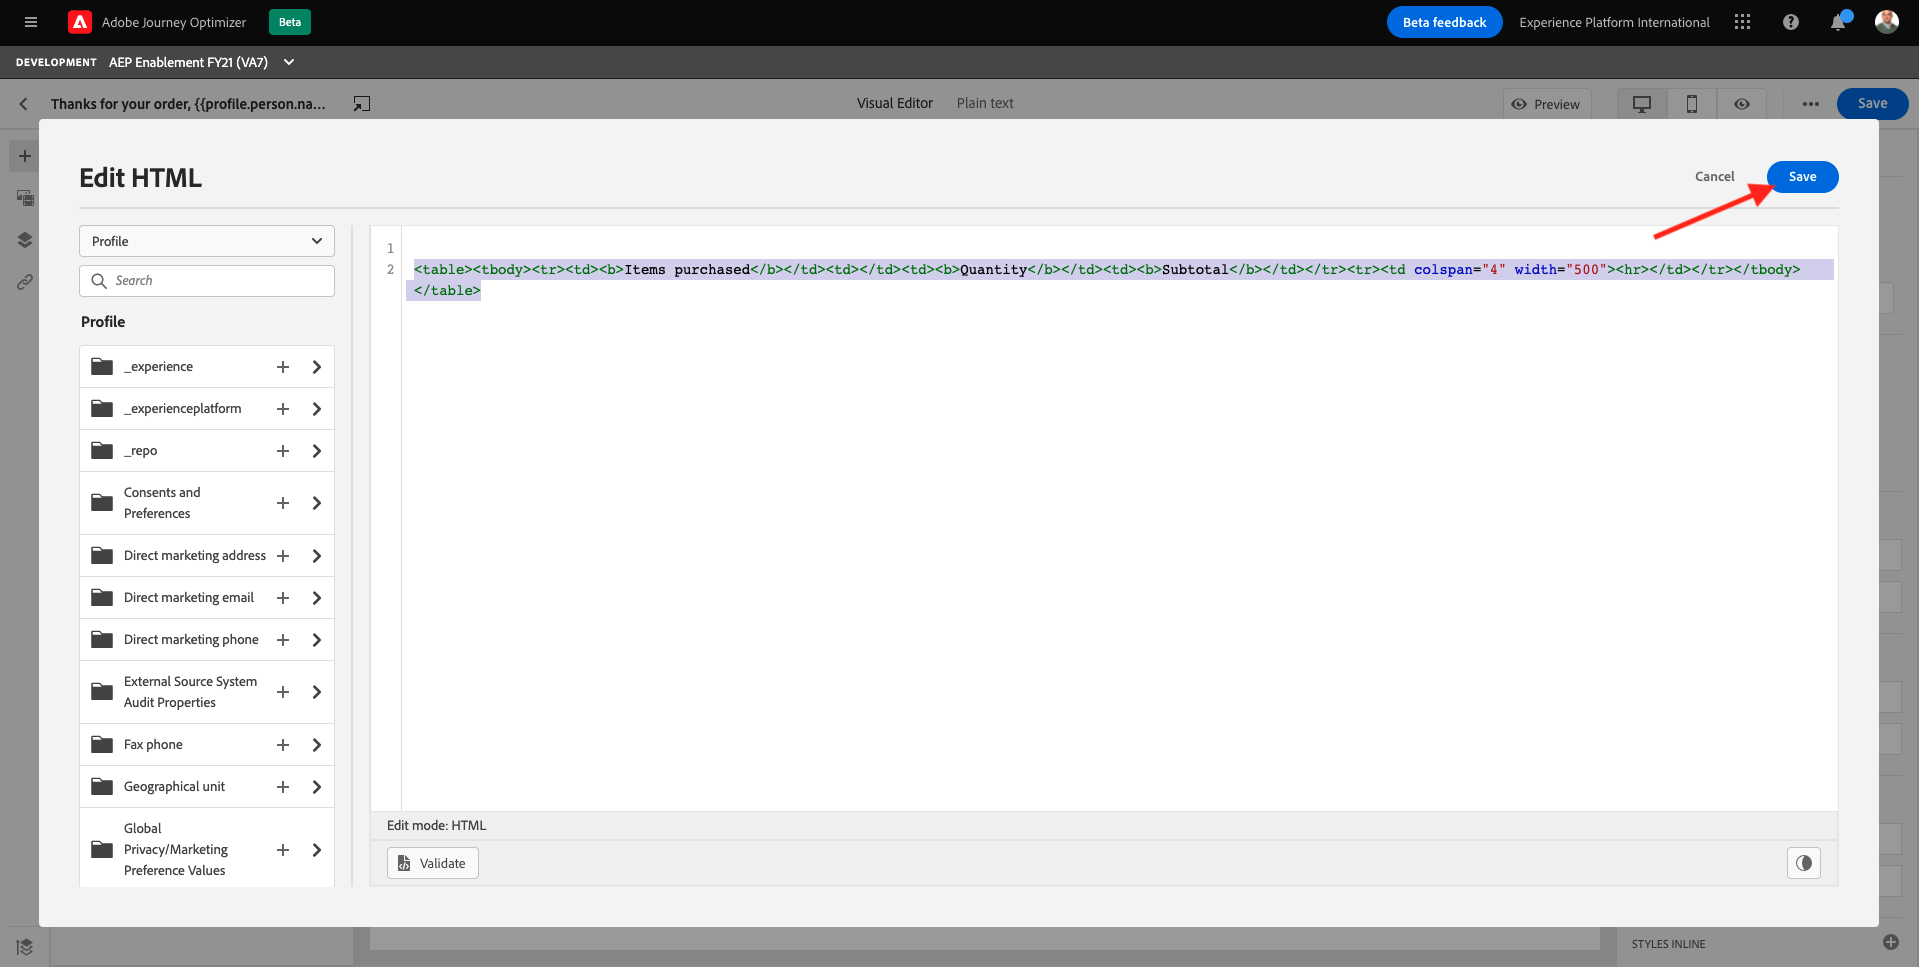 Adobe Journey Optimizer
Beta
Beta feedback
Experience Platform International
DEVELOPMENT
AEP Enablement FY21 (VA7)
Thanks for your order, {{profile.person.na...
Visual Editor
Plain text
Preview
Save
Edit HTML
Cancel
Save
Profile
Search
Profile
_experience
_experienceplatform
_repo
Consents and
Preferences
Direct marketing address
Direct marketing email
Direct marketing phone
External Source System
Audit Properties
Fax phone
Geographical unit
Global
Privacy/Marketing
Preference Values
1
2
<table><tbody><tr><td><b>Items purchased</b></td><td></td><td><b>Quantity</b></td><td><b>Subtotal</b></td></tr><tr><td colspan="4" width="500"><hr></td></tr></tbody>
</table>
Edit mode: HTML
Validate
STYLES INLINE